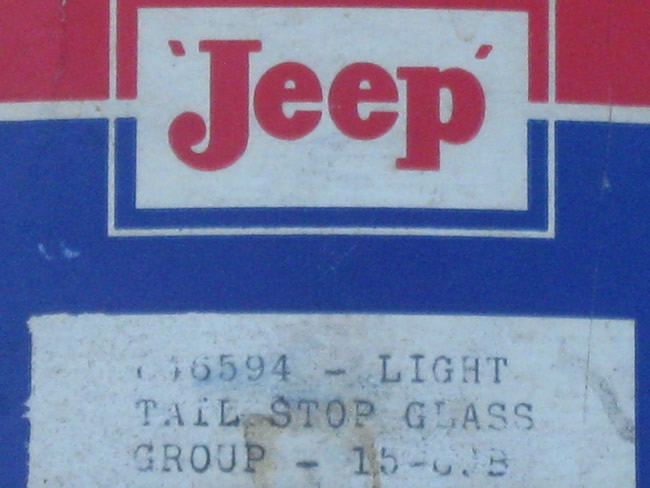 'Jeep'
- LIGHT
TAIL STOP GLASS
GROUP -